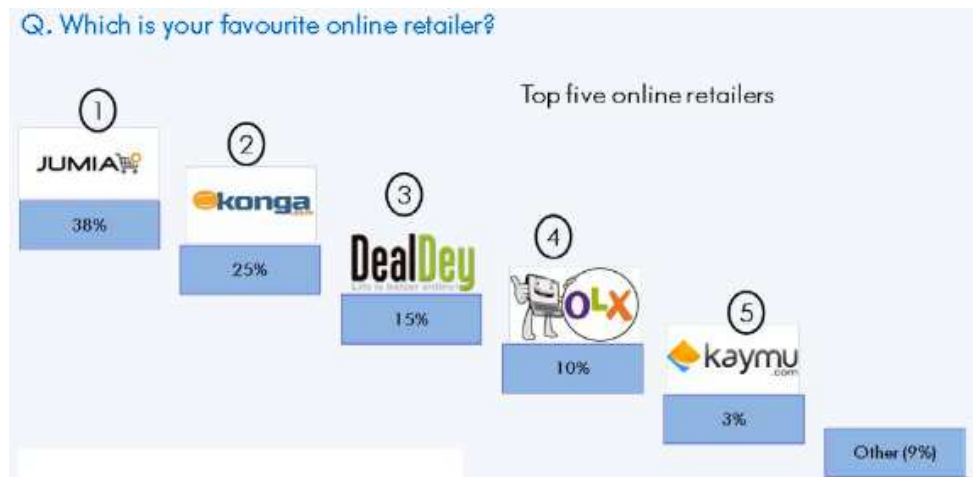 Q. Which is your favourite online retailer?
Top five online retailers
1
JUMIA
38%
2
konga
25%
3
DealDey
15%
4
OLX
10%
5
kaymu
.com
3%
Other (9%)